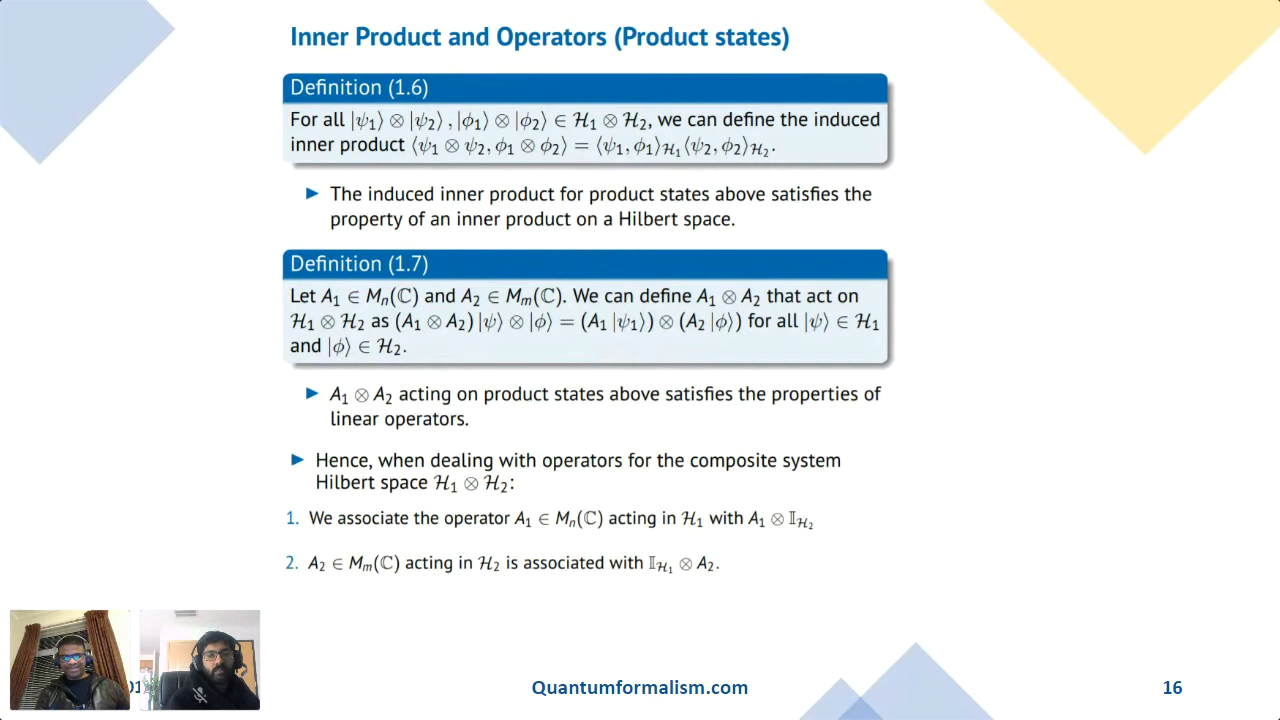 Inner Product and Operators (Product states)
Definition (1.6)
For all |ψ₁⟩ ⊗ |ψ₂⟩ , |ϕ₁⟩ ⊗ |ϕ₂⟩ ∈ ℋ₁ ⊗ ℋ₂, we can define the induced
inner product ⟨ψ₁ ⊗ ψ₂, ϕ₁ ⊗ ϕ₂⟩ = ⟨ψ₁, ϕ₁⟩_ℋ₁ ⟨ψ₂, ϕ₂⟩_ℋ₂.
► The induced inner product for product states above satisfies the
property of an inner product on a Hilbert space.
Definition (1.7)
Let A₁ ∈ Mₙ(ℂ) and A₂ ∈ Mₘ(ℂ). We can define A₁ ⊗ A₂ that act on
ℋ₁ ⊗ ℋ₂ as (A₁ ⊗ A₂) |ψ⟩ ⊗ |ϕ⟩ = (A₁ |ψ₁⟩) ⊗ (A₂ |ϕ⟩) for all |ψ⟩ ∈ ℋ₁
and |ϕ⟩ ∈ ℋ₂.
► A₁ ⊗ A₂ acting on product states above satisfies the properties of
linear operators.
► Hence, when dealing with operators for the composite system
Hilbert space ℋ₁ ⊗ ℋ₂:
1. We associate the operator A₁ ∈ Mₙ(ℂ) acting in ℋ₁ with A₁ ⊗ 𝕀_ℋ₂
2. A₂ ∈ Mₘ(ℂ) acting in ℋ₂ is associated with 𝕀_ℋ₁ ⊗ A₂.
Quantumformalism.com
16